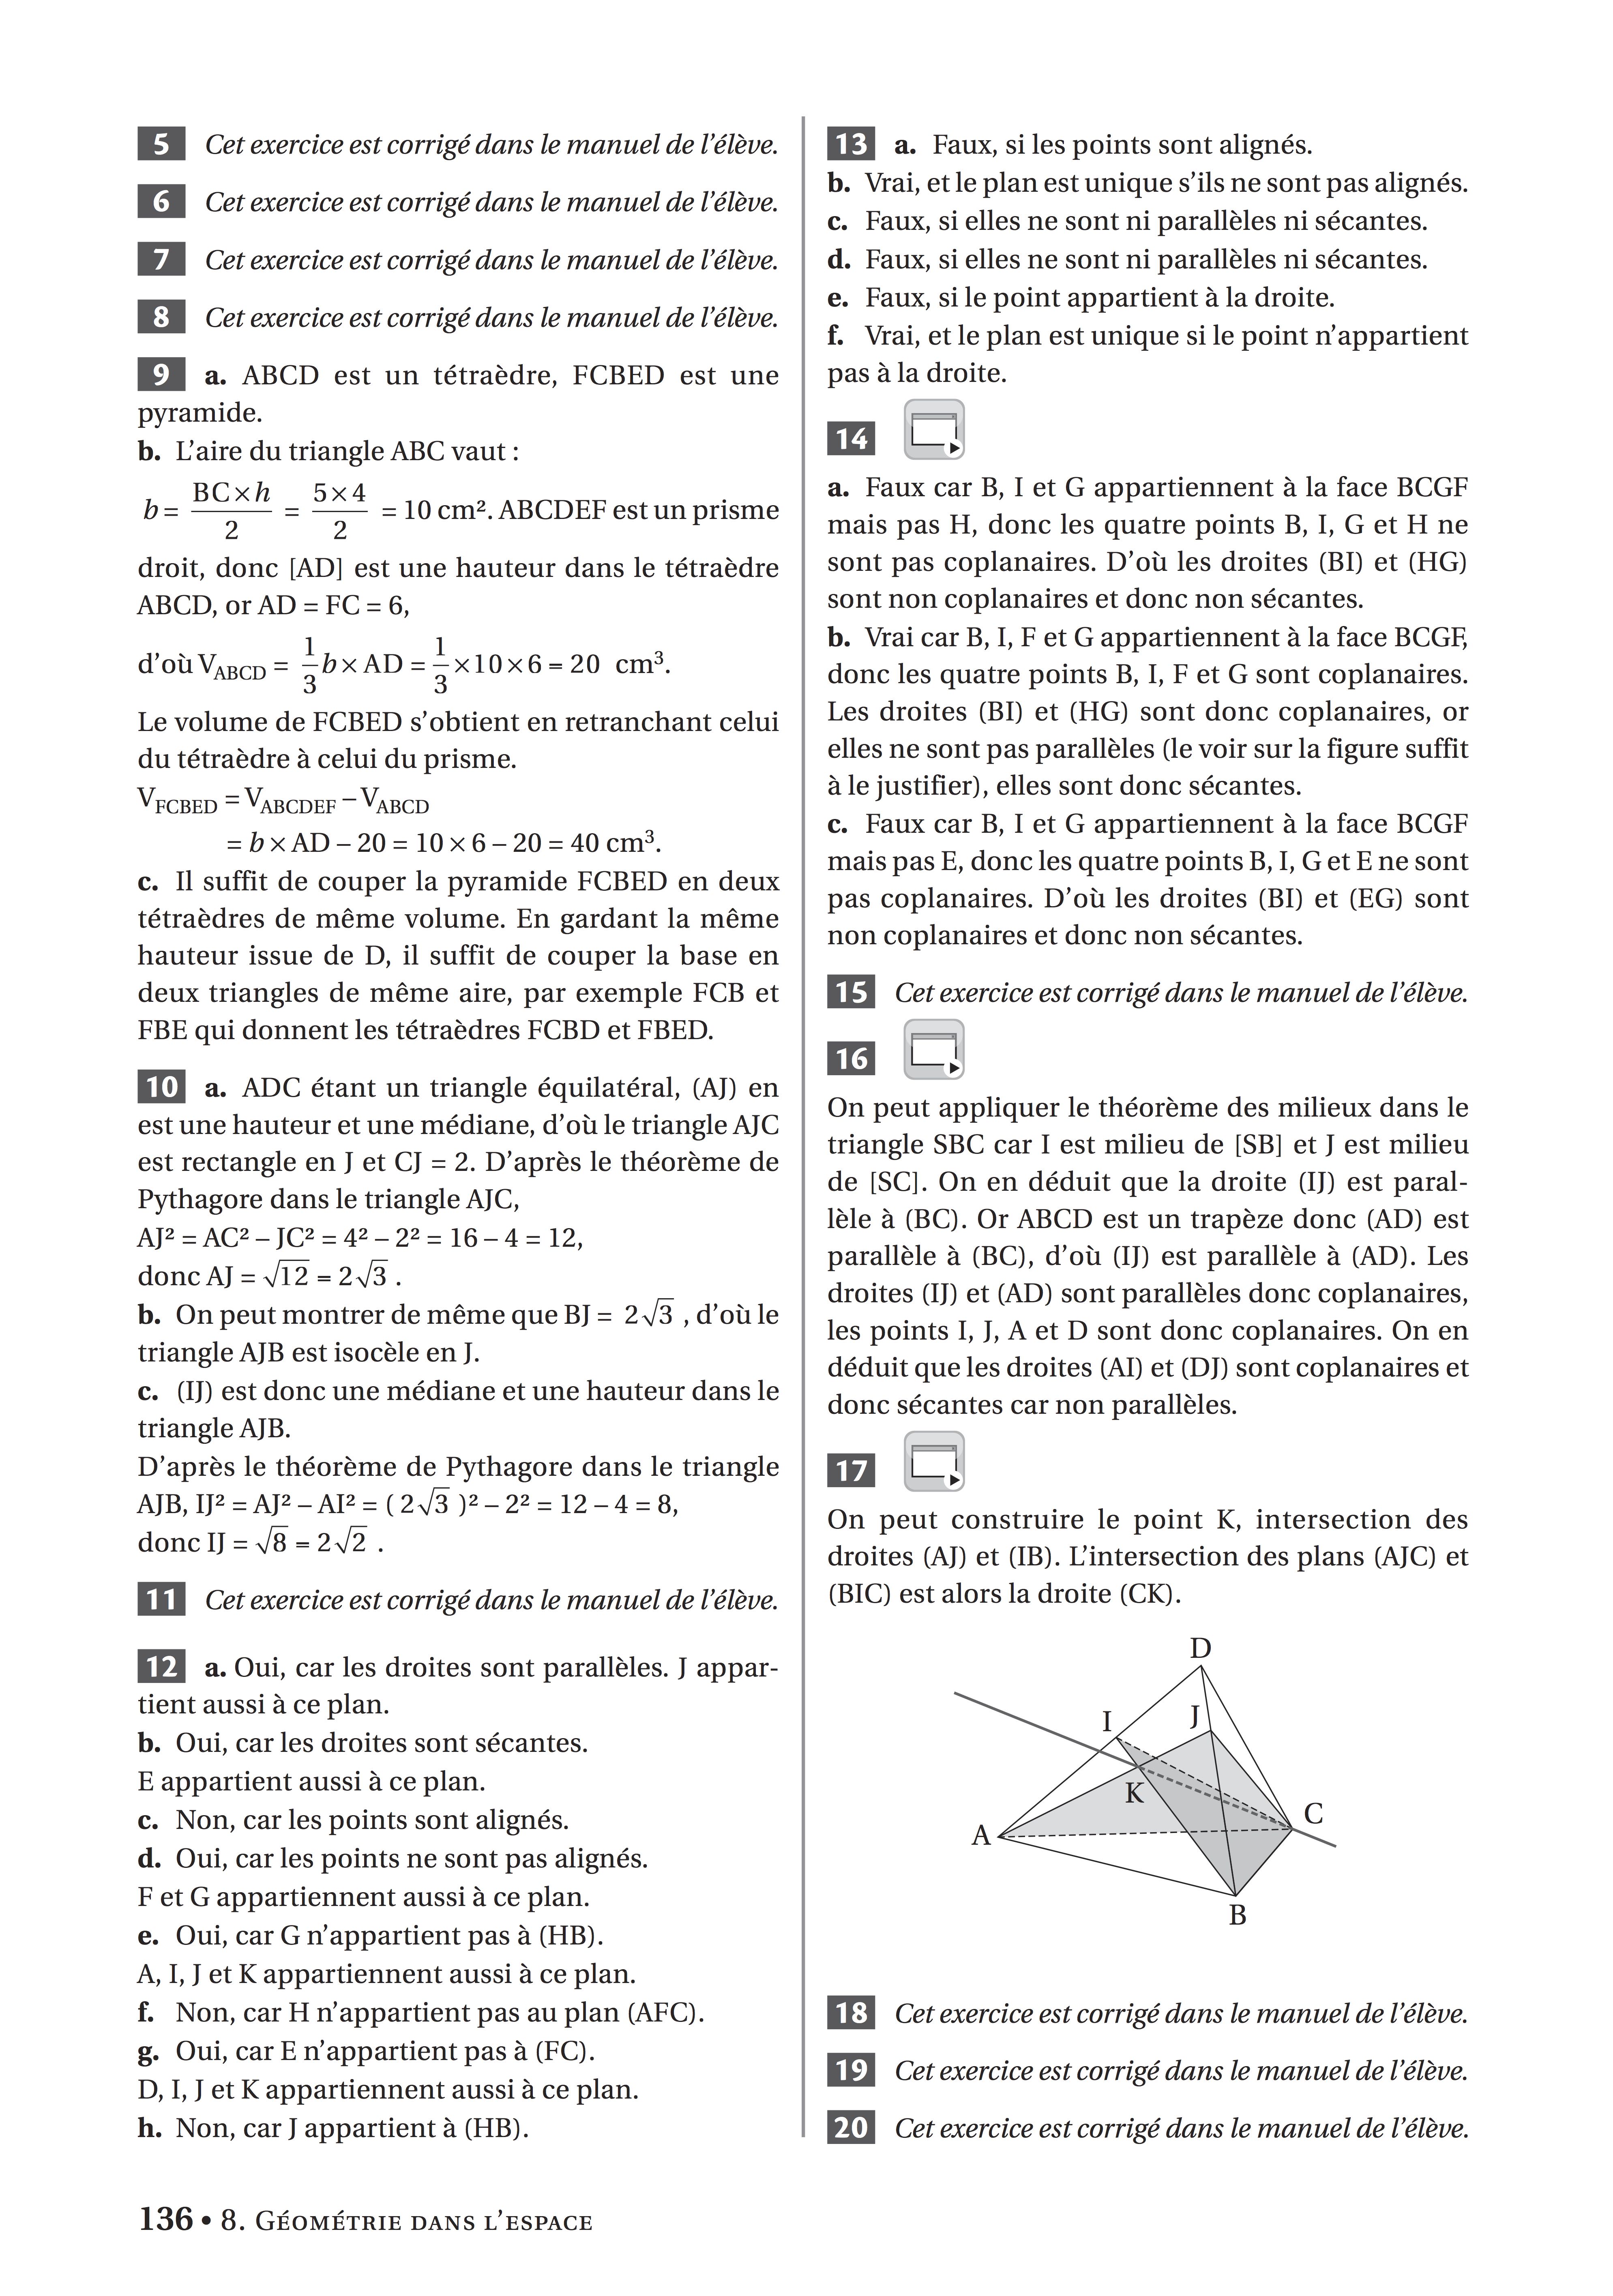 5 Cet exercice est corrigé dans le manuel de l’élève.
6 Cet exercice est corrigé dans le manuel de l’élève.
7 Cet exercice est corrigé dans le manuel de l’élève.
8 Cet exercice est corrigé dans le manuel de l’élève.
9 a. ABCD est un tétraèdre, FCBED est une
pyramide.
b. L’aire du triangle ABC vaut :
b = (BC × h)/2 = (5 × 4)/2 = 10 cm². ABCDEF est un prisme
droit, donc [AD] est une hauteur dans le tétraèdre
ABCD, or AD = FC = 6,
d’où V_ABCD = 1/3 b × AD = 1/3 × 10 × 6 = 20 cm³.
Le volume de FCBED s’obtient en retranchant celui
du tétraèdre à celui du prisme.
V_FCBED = V_ABCDEF – V_ABCD
= b × AD – 20 = 10 × 6 – 20 = 40 cm³.
c. Il suffit de couper la pyramide FCBED en deux
tétraèdres de même volume. En gardant la même
hauteur issue de D, il suffit de couper la base en
deux triangles de même aire, par exemple FCB et
FBE qui donnent les tétraèdres FCBD et FBED.
10 a. ADC étant un triangle équilatéral, (AJ) en
est une hauteur et une médiane, d’où le triangle AJC
est rectangle en J et CJ = 2. D’après le théorème de
Pythagore dans le triangle AJC,
AJ² = AC² – JC² = 4² – 2² = 16 – 4 = 12,
donc AJ = √12 = 2√3 .
b. On peut montrer de même que BJ = 2√3 , d’où le
triangle AJB est isocèle en J.
c. (IJ) est donc une médiane et une hauteur dans le
triangle AJB.
D’après le théorème de Pythagore dans le triangle
AJB, IJ² = AJ² – AI² = ( 2√3 )² – 2² = 12 – 4 = 8,
donc IJ = √8 = 2√2 .
11 Cet exercice est corrigé dans le manuel de l’élève.
12 a. Oui, car les droites sont parallèles. J appar-
tient aussi à ce plan.
b. Oui, car les droites sont sécantes.
E appartient aussi à ce plan.
c. Non, car les points sont alignés.
d. Oui, car les points ne sont pas alignés.
F et G appartiennent aussi à ce plan.
e. Oui, car G n’appartient pas à (HB).
A, I, J et K appartiennent aussi à ce plan.
f. Non, car H n’appartient pas au plan (AFC).
g. Oui, car E n’appartient pas à (FC).
D, I, J et K appartiennent aussi à ce plan.
h. Non, car J appartient à (HB).
13 a. Faux, si les points sont alignés.
b. Vrai, et le plan est unique s’ils ne sont pas alignés.
c. Faux, si elles ne sont ni parallèles ni sécantes.
d. Faux, si elles ne sont ni parallèles ni sécantes.
e. Faux, si le point appartient à la droite.
f. Vrai, et le plan est unique si le point n’appartient
pas à la droite.
14
a. Faux car B, I et G appartiennent à la face BCGF
mais pas H, donc les quatre points B, I, G et H ne
sont pas coplanaires. D’où les droites (BI) et (HG)
sont non coplanaires et donc non sécantes.
b. Vrai car B, I, F et G appartiennent à la face BCGF,
donc les quatre points B, I, F et G sont coplanaires.
Les droites (BI) et (HG) sont donc coplanaires, or
elles ne sont pas parallèles (le voir sur la figure suffit
à le justifier), elles sont donc sécantes.
c. Faux car B, I et G appartiennent à la face BCGF
mais pas E, donc les quatre points B, I, G et E ne sont
pas coplanaires. D’où les droites (BI) et (EG) sont
non coplanaires et donc non sécantes.
15 Cet exercice est corrigé dans le manuel de l’élève.
16
On peut appliquer le théorème des milieux dans le
triangle SBC car I est milieu de [SB] et J est milieu
de [SC]. On en déduit que la droite (IJ) est paral-
lèle à (BC). Or ABCD est un trapèze donc (AD) est
parallèle à (BC), d’où (IJ) est parallèle à (AD). Les
droites (IJ) et (AD) sont parallèles donc coplanaires,
les points I, J, A et D sont donc coplanaires. On en
déduit que les droites (AI) et (DJ) sont coplanaires et
donc sécantes car non parallèles.
17
On peut construire le point K, intersection des
droites (AJ) et (IB). L’intersection des plans (AJC) et
(BIC) est alors la droite (CK).
D
I
J
K
C
A
B
18 Cet exercice est corrigé dans le manuel de l’élève.
19 Cet exercice est corrigé dans le manuel de l’élève.
20 Cet exercice est corrigé dans le manuel de l’élève.
136 • 8. Géométrie dans l’espace